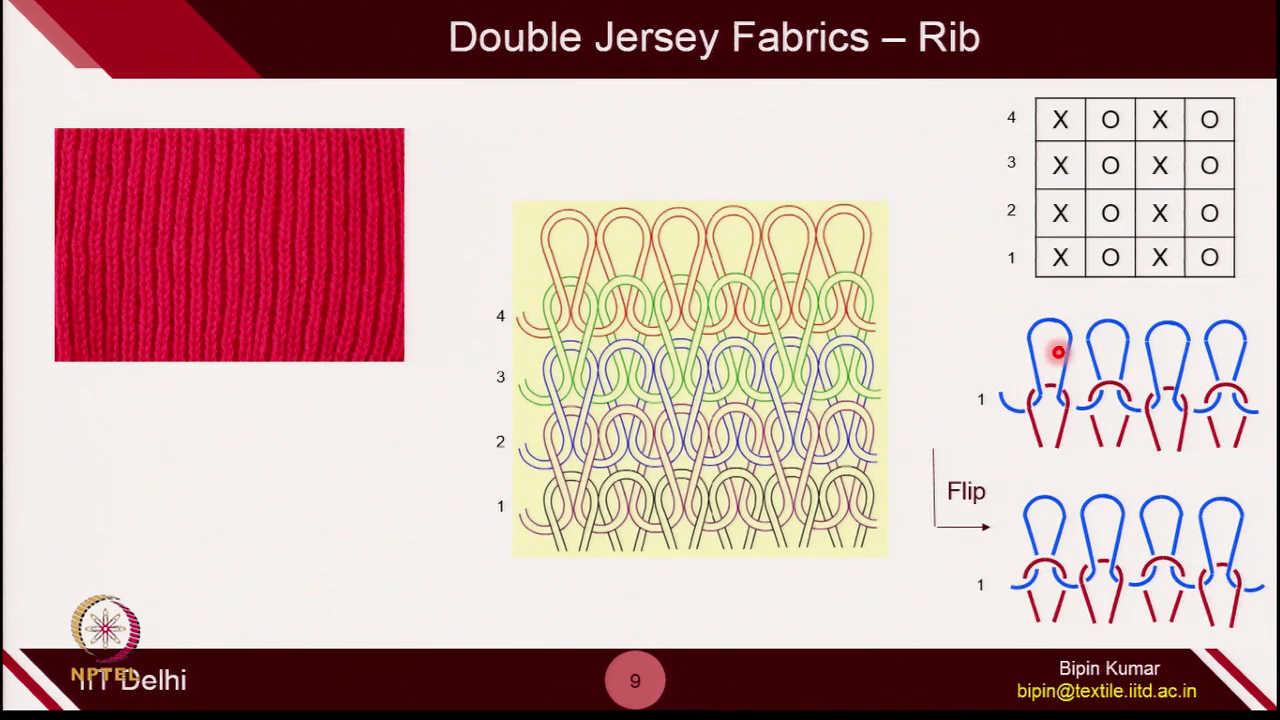 Double Jersey Fabrics – Rib
4 X O X O
3 X O X O
2 X O X O
1 X O X O
4
3
2
1
1
Flip
1
NPTEL
IIT Delhi
9
Bipin Kumar
bipin@textile.iitd.ac.in